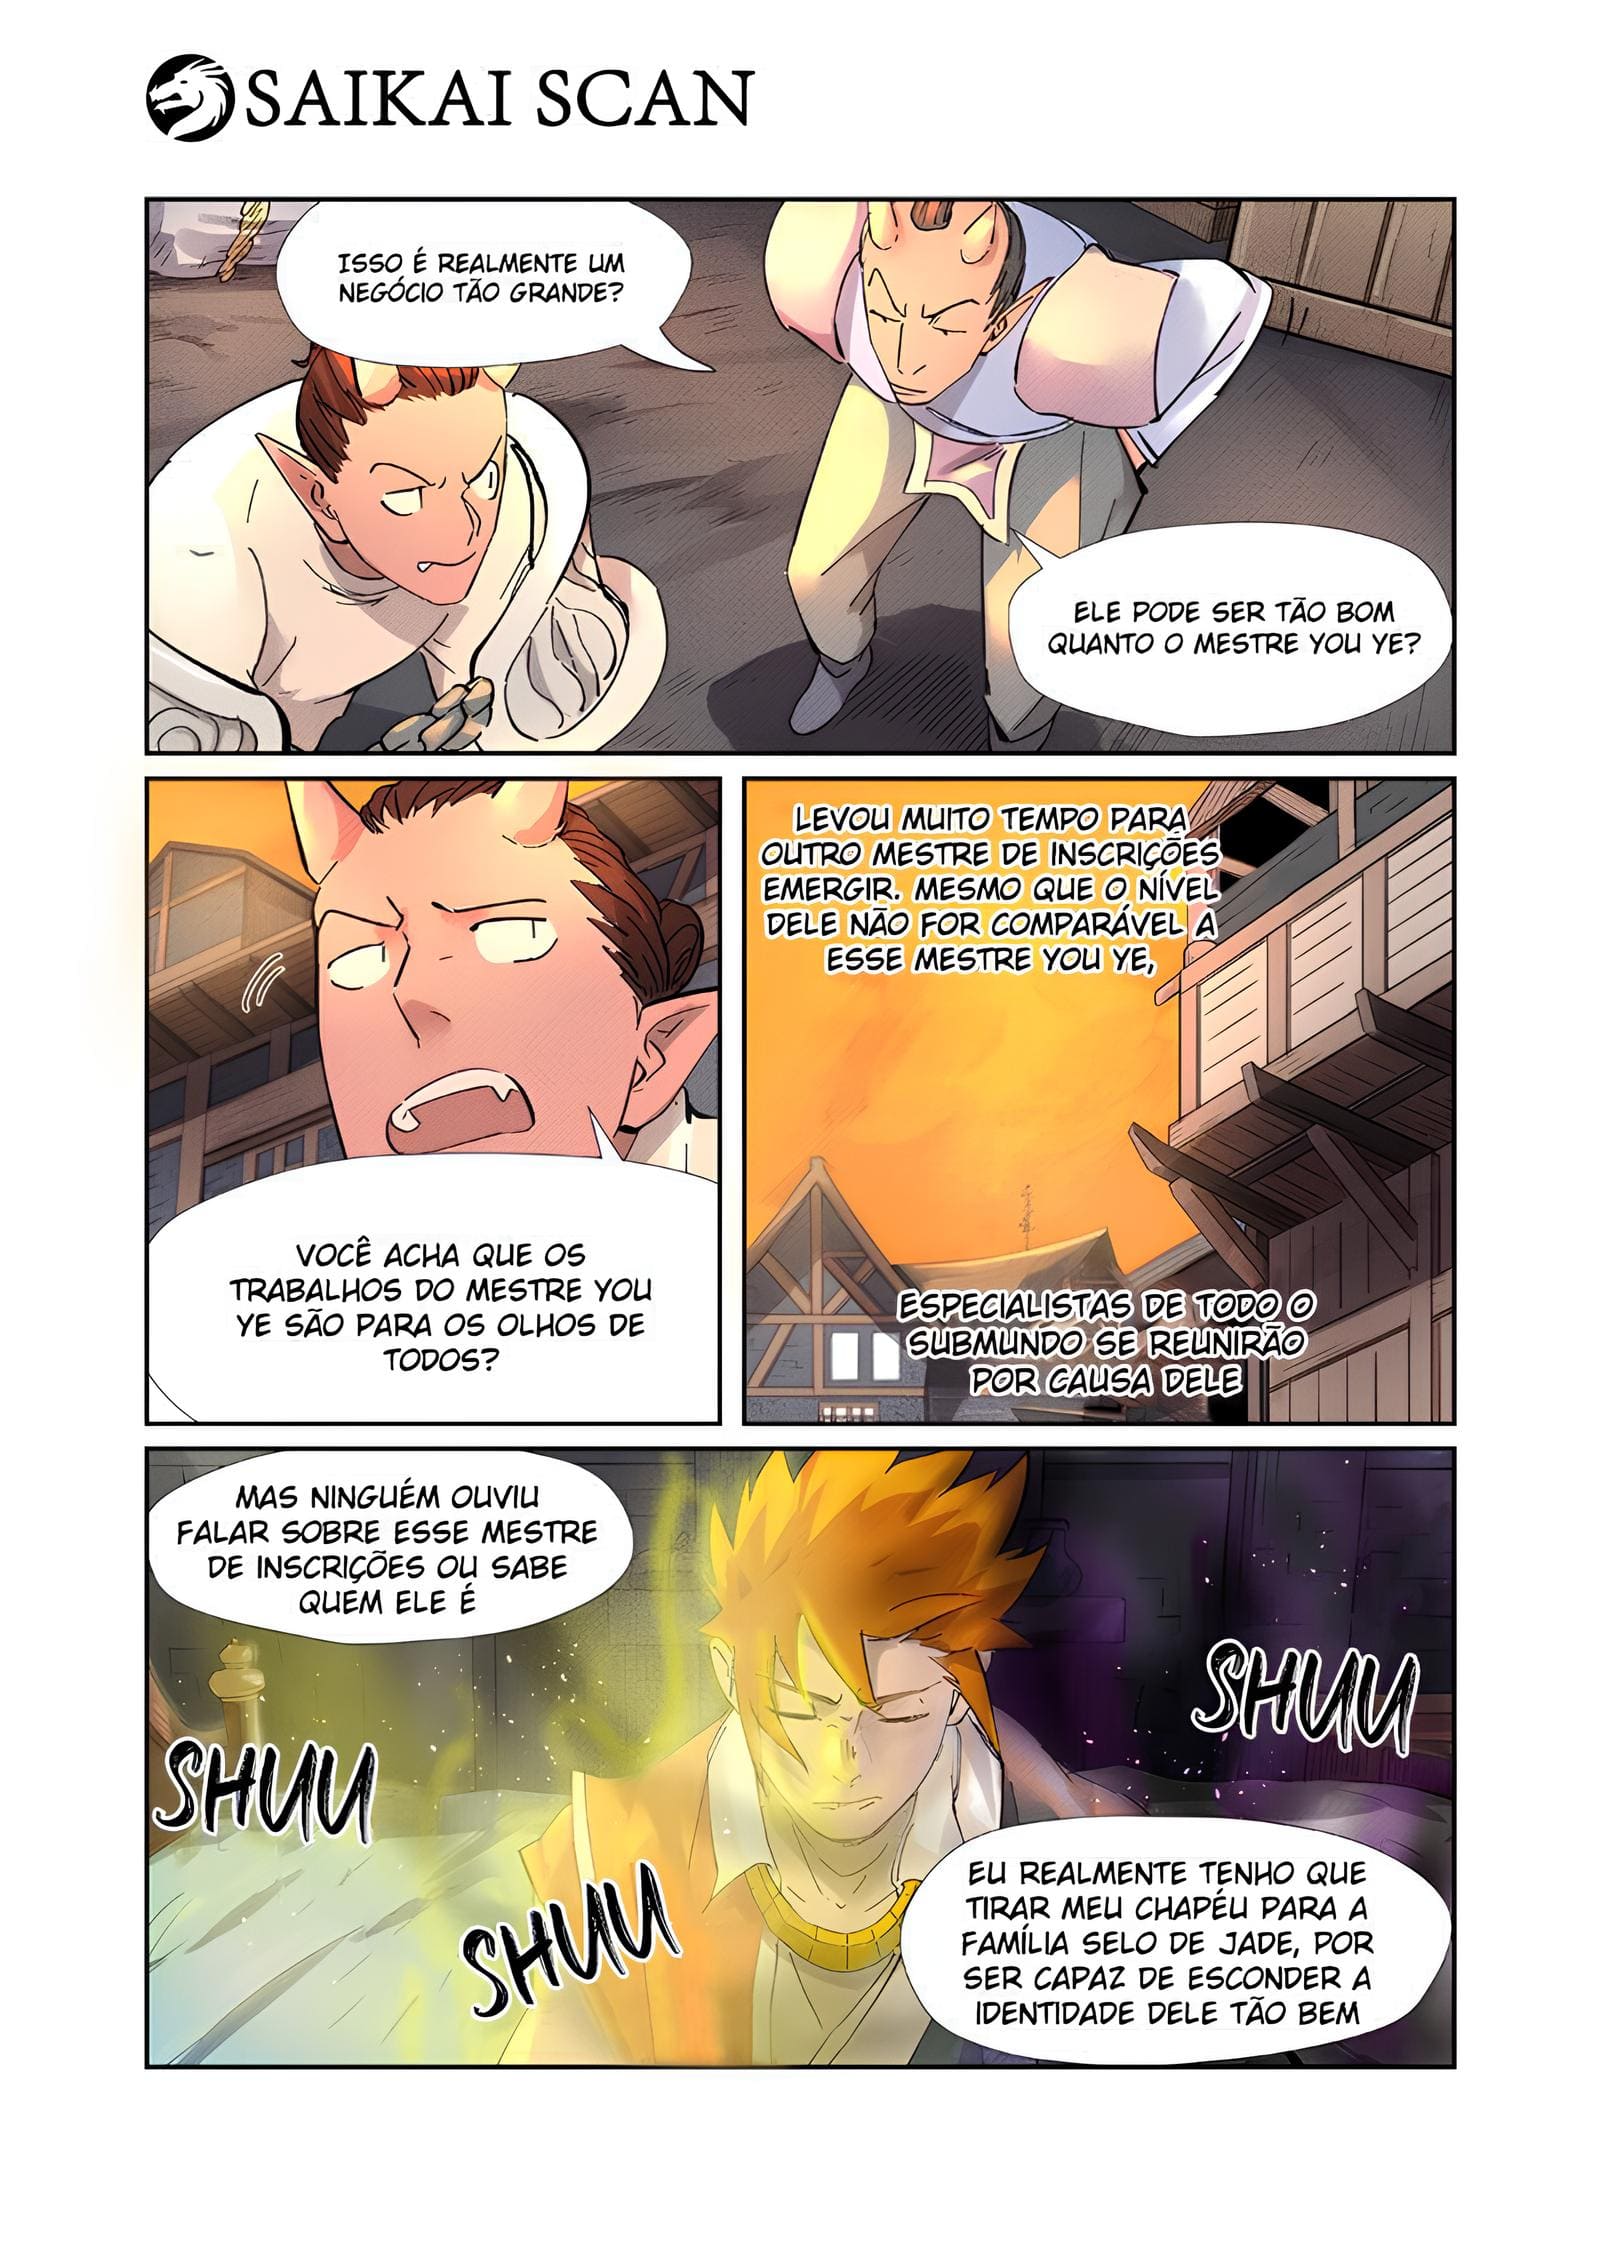 SAIKAI SCAN
ISSO É REALMENTE UM
NEGÓCIO TÃO GRANDE?
ELE PODE SER TÃO BOM
QUANTO O MESTRE YOU YE?
VOCÊ ACHA QUE OS
TRABALHOS DO MESTRE YOU
YE SÃO PARA OS OLHOS DE
TODOS?
LEVOU MUITO TEMPO PARA
OUTRO MESTRE DE INSCRIÇÕES
EMERGIR. MESMO QUE O NÍVEL
DELE NÃO FOR COMPARÁVEL A
ESSE MESTRE YOU YE,
ESPECIALISTAS DE TODO O
SUBMUNDO SE REUNIRÃO
POR CAUSA DELE
MAS NINGUÉM OUVIU
FALAR SOBRE ESSE MESTRE
DE INSCRIÇÕES OU SABE
QUEM ELE É
SHUU
SHUU
SHUU
EU REALMENTE TENHO QUE
TIRAR MEU CHAPÉU PARA A
FAMÍLIA SELO DE JADE, POR
SER CAPAZ DE ESCONDER A
IDENTIDADE DELE TÃO BEM